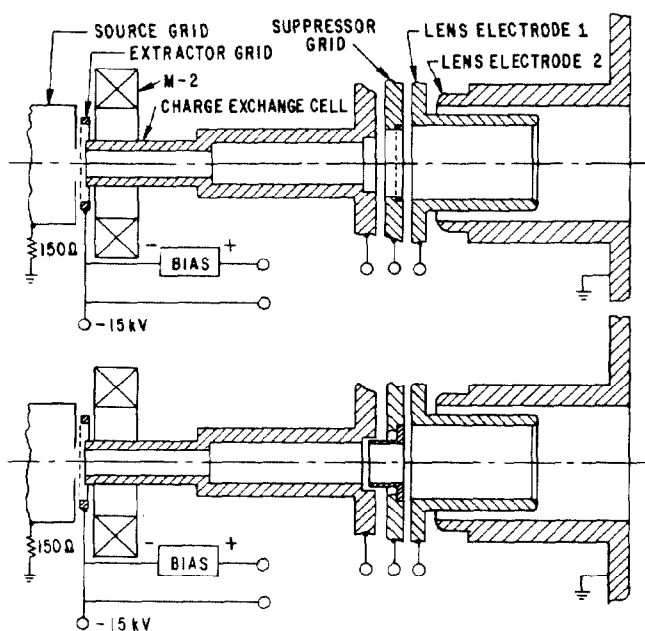 SOURCE GRID
EXTRACTOR GRID
M-2
CHARGE EXCHANGE CELL
SUPPRESSOR
GRID
LENS ELECTRODE 1
LENS ELECTRODE 2
150Ω
- BIAS +
-15kV
150Ω
- BIAS +
-15kV